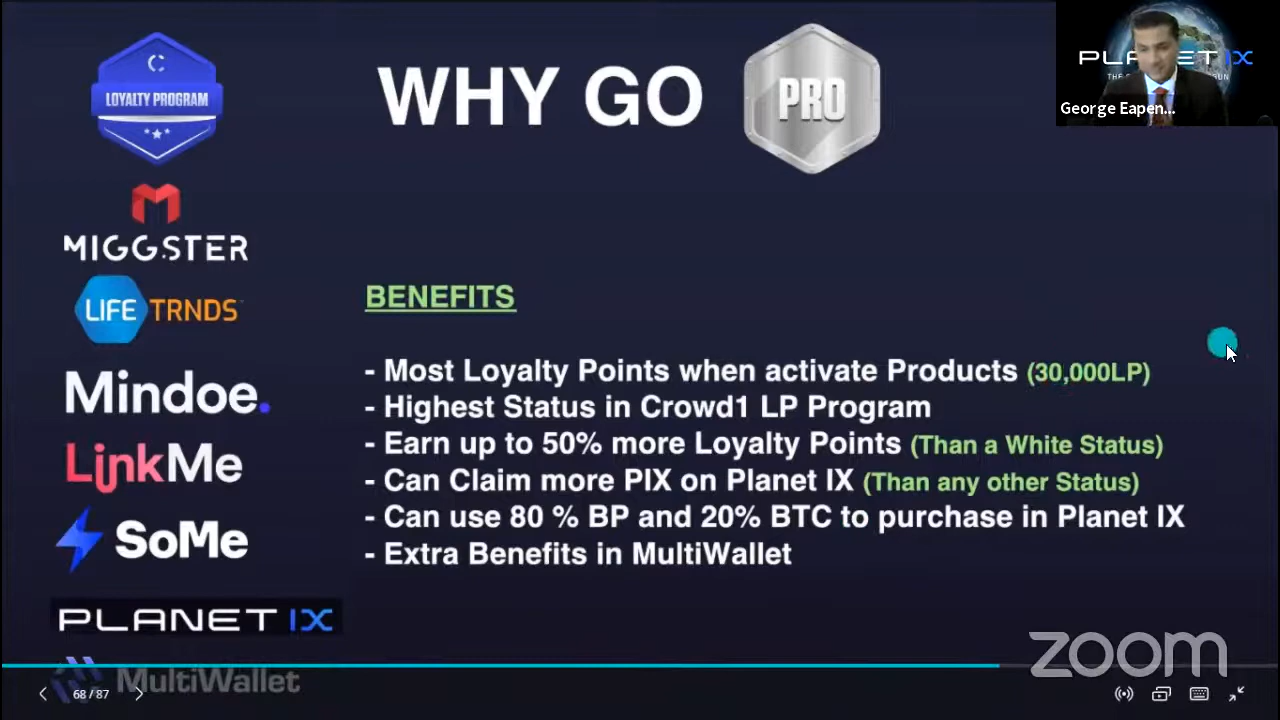 LOYALTY PROGRAM
WHY GO
PRO
PLANET IX
George Eapen...
MIGGSTER
LIFE TRNDS
Mindoe.
LinkMe
SoMe
PLANET IX
MultiWallet
BENEFITS
- Most Loyalty Points when activate Products (30,000LP)
- Highest Status in Crowd1 LP Program
- Earn up to 50% more Loyalty Points (Than a White Status)
- Can Claim more PIX on Planet IX (Than any other Status)
- Can use 80 % BP and 20% BTC to purchase in Planet IX
- Extra Benefits in MultiWallet
zoom
68 / 87